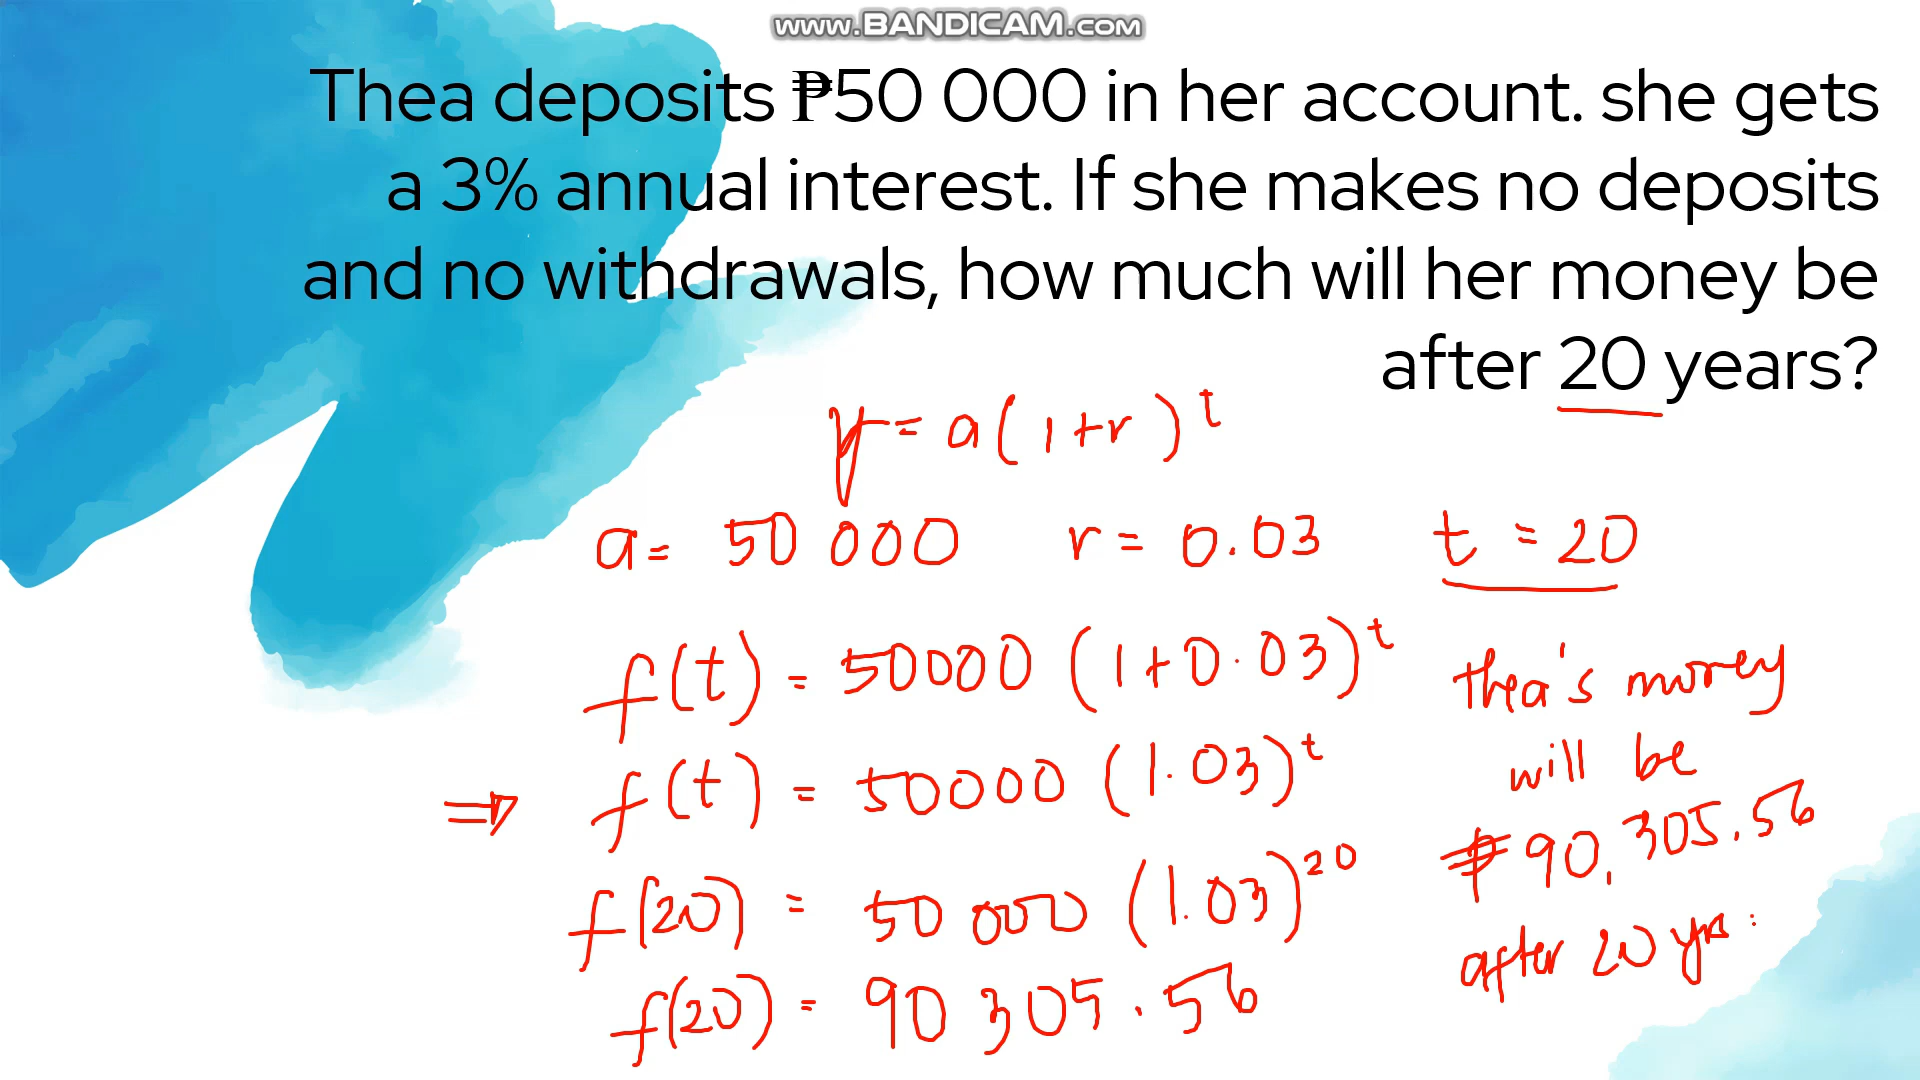 www.BANDICAM.com
Thea deposits ₱50 000 in her account. she gets
a 3% annual interest. If she makes no deposits
and no withdrawals, how much will her money be
after 20 years?
y = a(1+r)^t
a = 50 000 r = 0.03 t = 20
f(t) = 50000 (1+0.03)^t
⇒ f(t) = 50000 (1.03)^t
f(20) = 50 000 (1.03)^20
f(20) = 90 305.56
thea's money
will be
₱90,305.56
after 20 yrs.